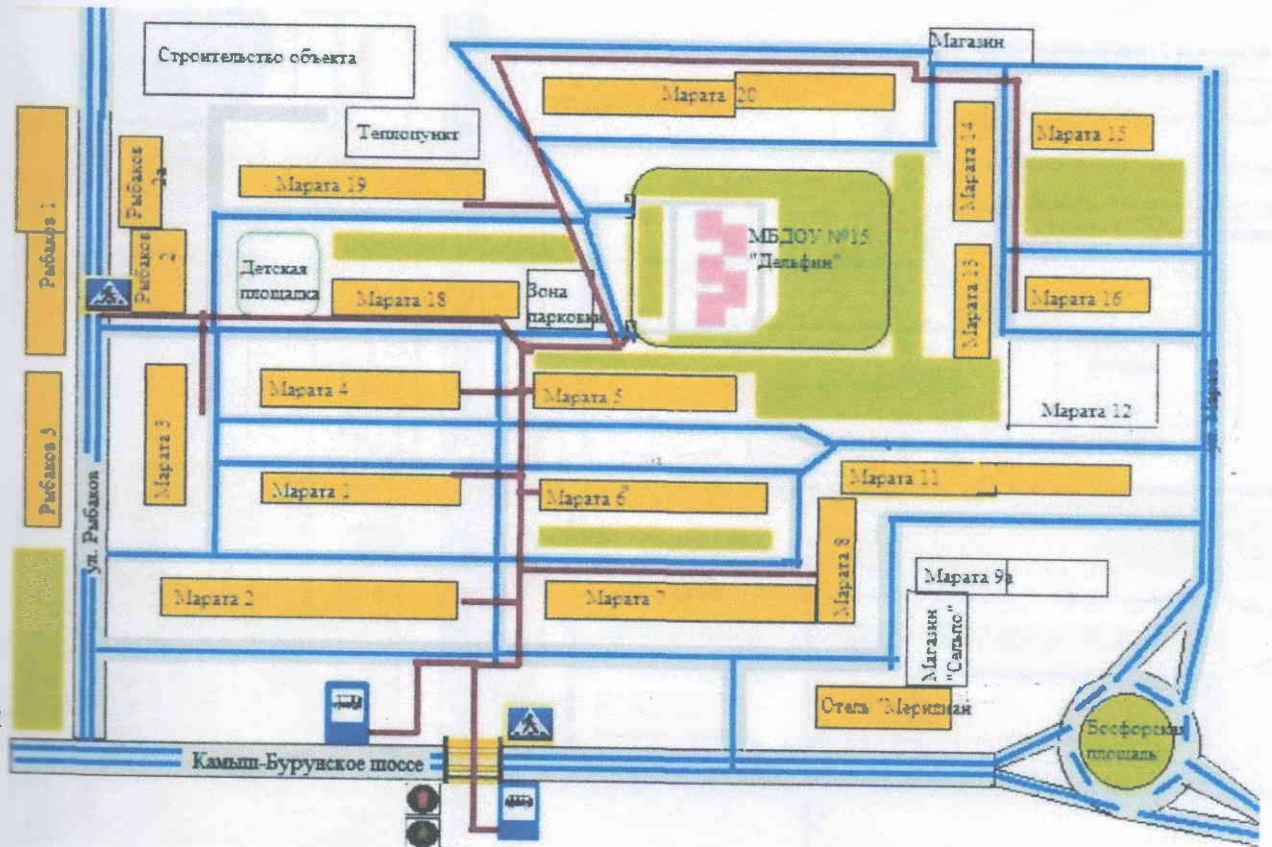 Магазин
Строительство объекта
Марата 20
Теплопункт
Марата 14
Марата 15
Рыбаков 1
Рыбаков 2а
Марата 19
МБДОУ №15
"Дельфин"
Рыбаков 2
Детская
площадка
Марата 18
Зона
парковки
Марата 13
Марата 16
Марата 3
Марата 4
Марата 5
Марата 12
ул. Марата
Марата 1
Марата 6
Марата 11
ул. Рыбаков
Марата 8
Марата 9а
Марата 2
Марата 7
Магазин
"Сельпо"
Отель "Меридиан
Босфорская
площадь
Камыш-Бурунское шоссе